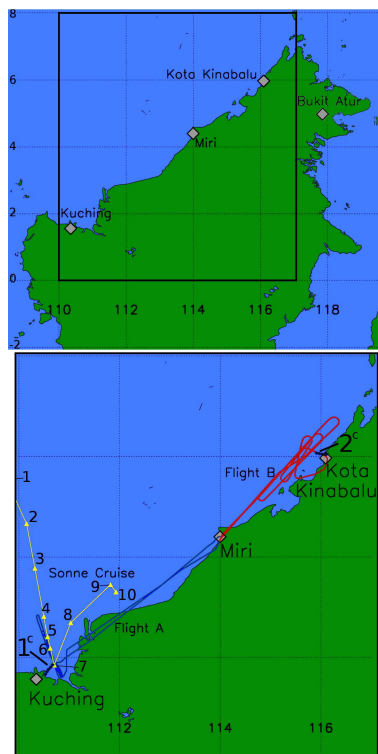 8
6
Kota Kinabalu
Bukit Atur
4
Miri
2
Kuching
0
110 112 114 116 118
-2
2c
1
Flight B
Kota
Kinabalu
2
Miri
3
Sonne Cruise
9 10
4 8
5
Flight A
6
1c 7
Kuching
112 114 116